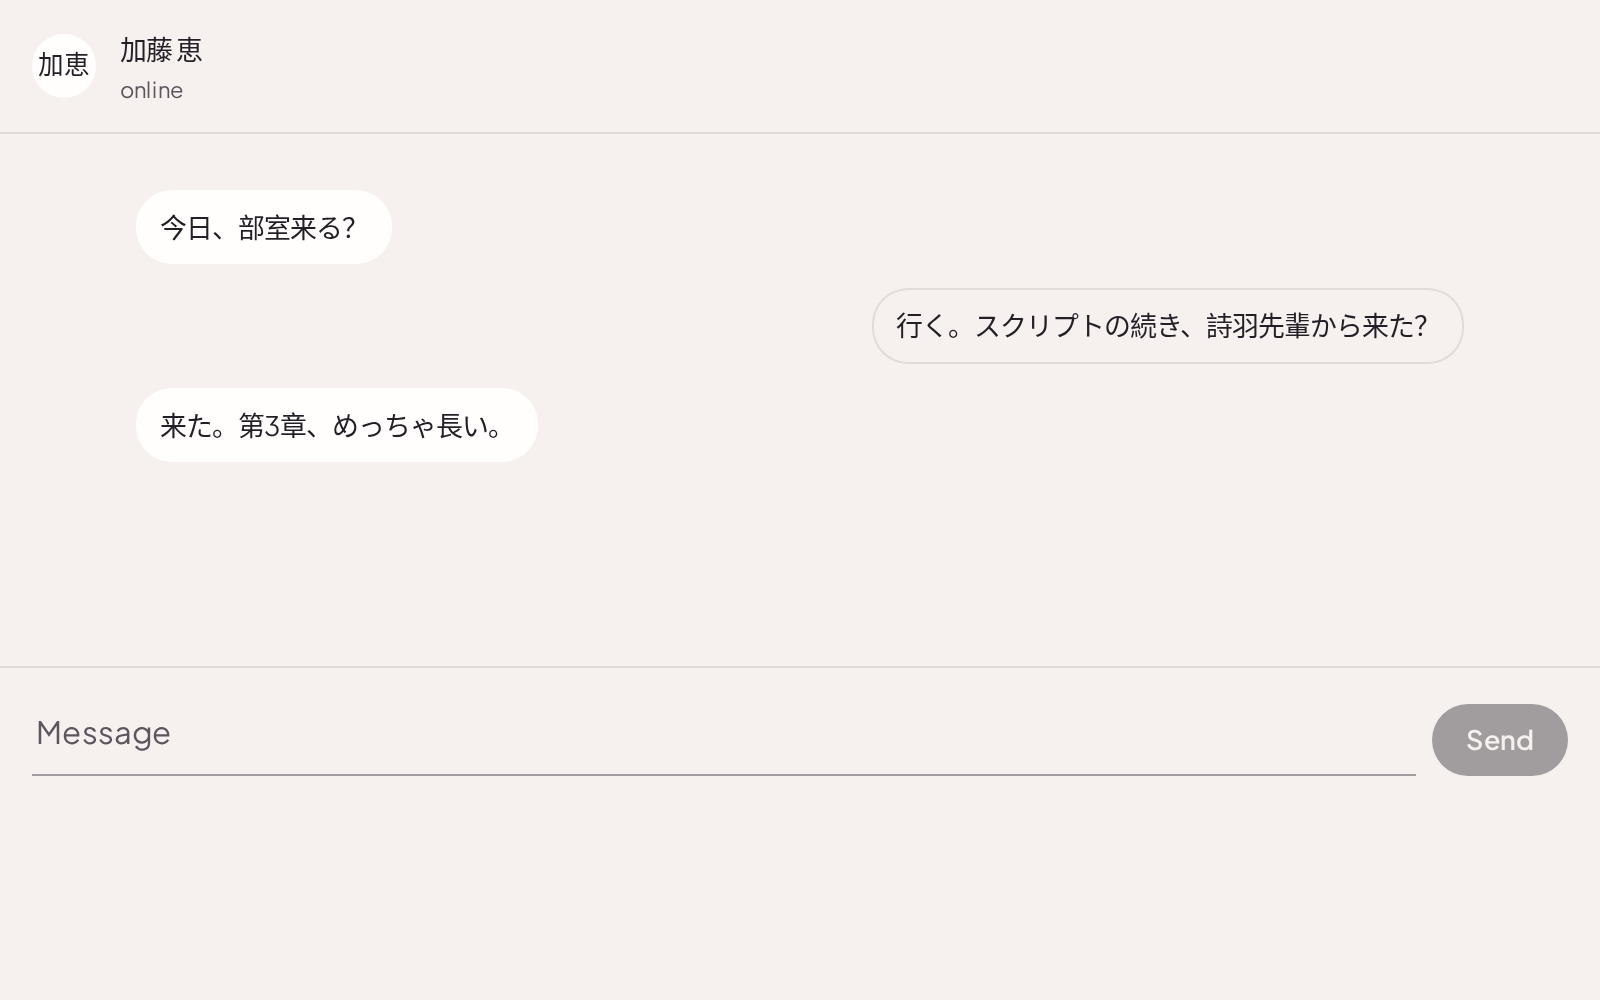 加恵
加藤 恵
online
今日、部室来る？
行く。スクリプトの続き、詩羽先輩から来た？
来た。第3章、めっちゃ長い。
Message
Send